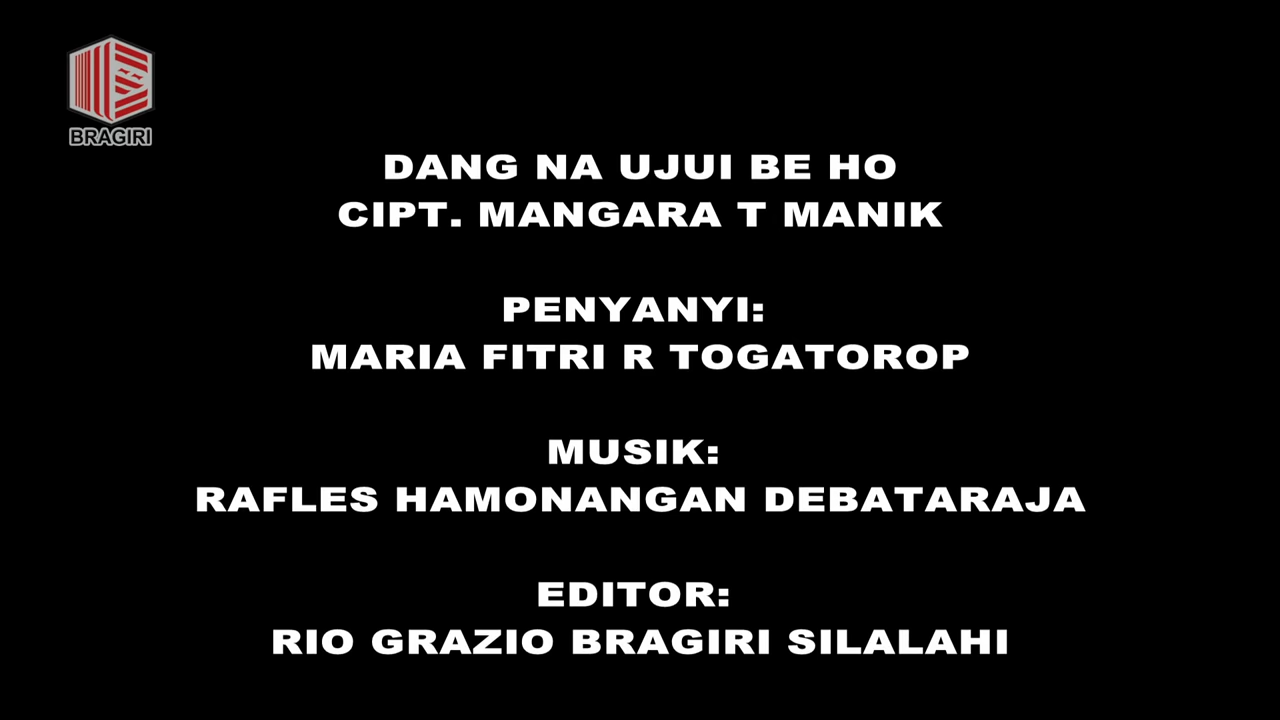 BRAGIRI
DANG NA UJUI BE HO
CIPT. MANGARA T MANIK
PENYANYI:
MARIA FITRI R TOGATOROP
MUSIK:
RAFLES HAMONANGAN DEBATARAJA
EDITOR:
RIO GRAZIO BRAGIRI SILALAHI